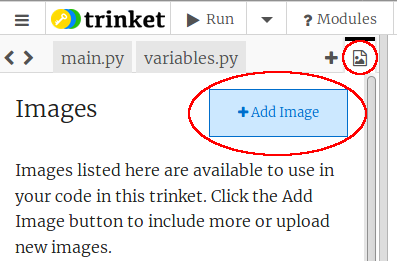 trinket Run ? Modules
main.py variables.py +
Images
+ Add Image
Images listed here are available to use in
your code in this trinket. Click the Add
Image button to include more or upload
new images.